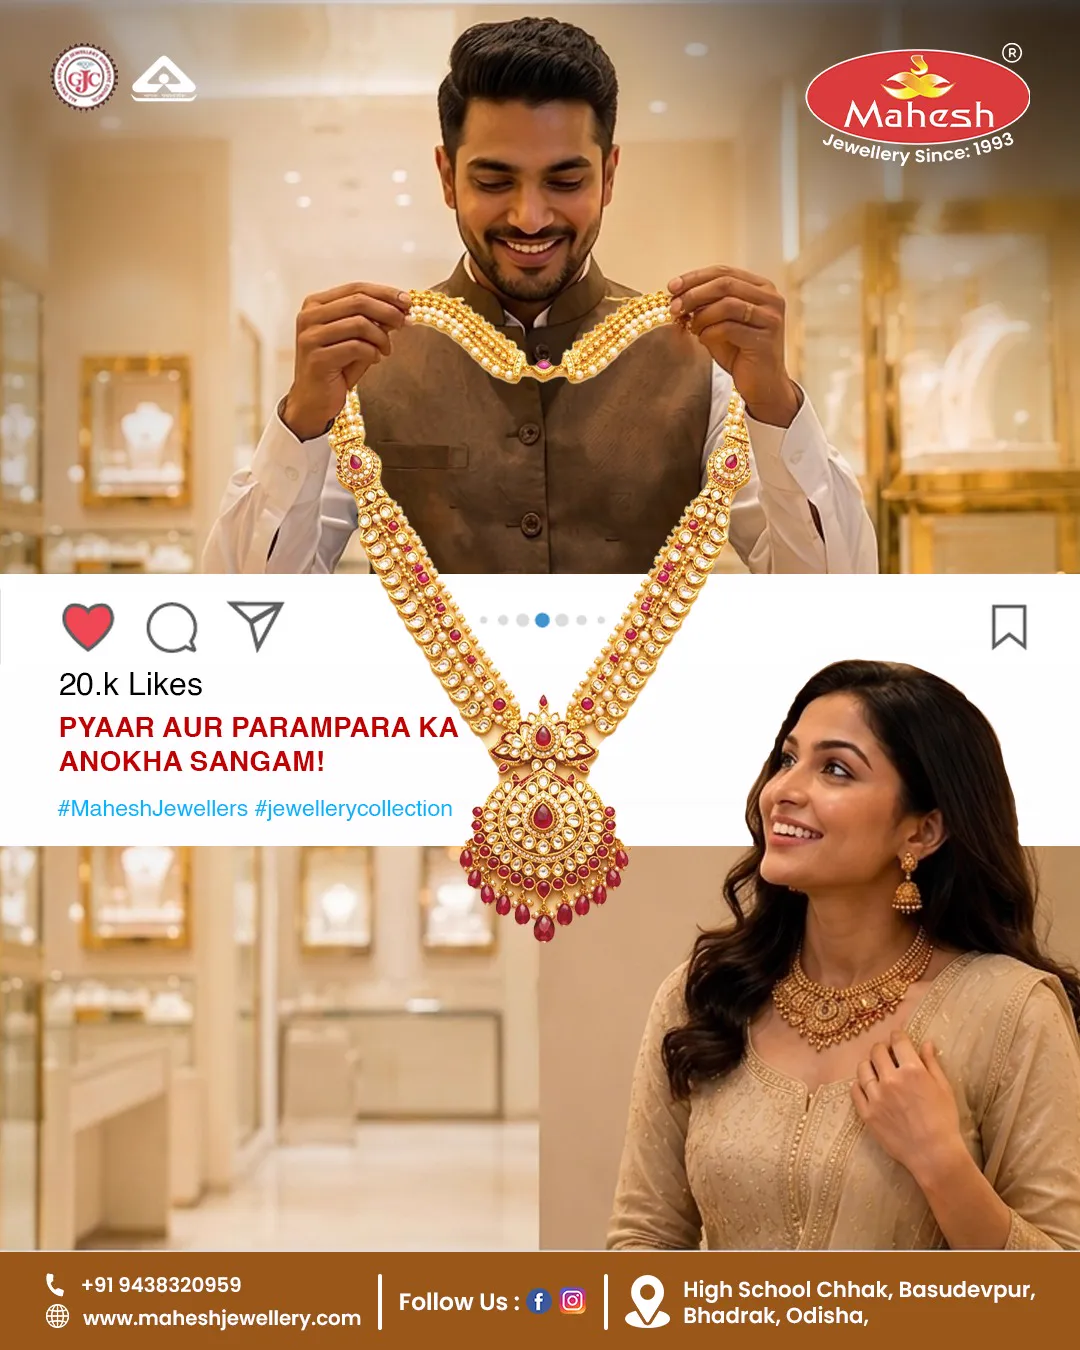 GJC
®
Mahesh
Jewellery Since: 1993
20.k Likes
PYAAR AUR PARAMPARA KA
ANOKHA SANGAM!
#MaheshJewellers #jewellerycollection
+91 9438320959
www.maheshjewellery.com
Follow Us :
High School Chhak, Basudevpur,
Bhadrak, Odisha,